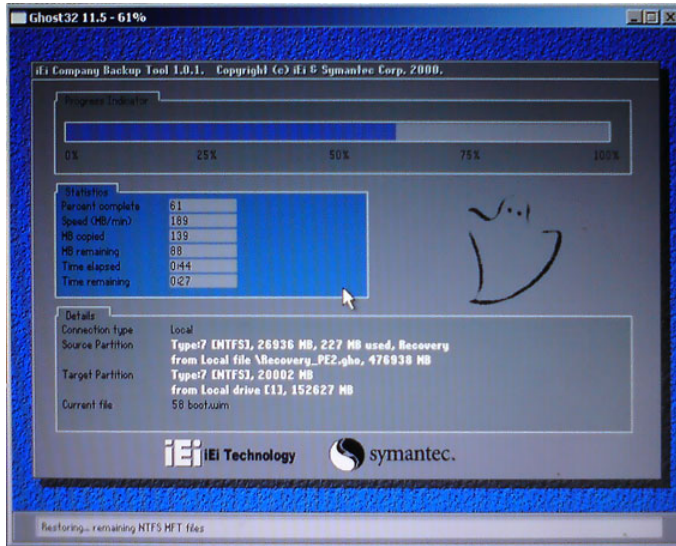 Ghost32 11.5 - 61%
iEi Company Backup Tool 1.0.1. Copyright (c) iEi & Symantec Corp. 2000.
Progress Indicator
0% 25% 50% 75% 100%
Statistics
Percent complete 61
Speed (MB/min) 189
MB copied 139
MB remaining 88
Time elapsed 0:44
Time remaining 0:27
Details
Connection type Local
Source Partition Type:7 [NTFS], 26936 MB, 227 MB used, Recovery
from Local file \Recovery_PE2.gho, 476938 MB
Target Partition Type:7 [NTFS], 20002 MB
from Local drive [1], 152627 MB
Current file 58 boot.wim
iEi iEi Technology symantec.
Restoring... remaining NTFS MFT files